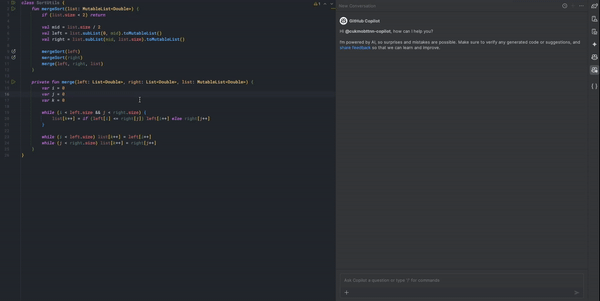 class SortUtils {
fun mergeSort(list: MutableList<Double>) {
if (list.size < 2) return
val mid = list.size / 2
val left = list.subList(0, mid).toMutableList()
val right = list.subList(mid, list.size).toMutableList()
mergeSort(left)
mergeSort(right)
merge(left, right, list)
}
private fun merge(left: List<Double>, right: List<Double>, list: MutableList<Double>) {
var i = 0
var j = 0
var k = 0
while (i < left.size && j < right.size) {
list[k++] = if (left[i] <= right[j]) left[i++] else right[j++]
}
while (i < left.size) list[k++] = left[i++]
while (j < right.size) list[k++] = right[j++]
}
}
New Conversation
GitHub Copilot
how can I help you?
I'm powered by AI, so surprises and mistakes are possible. Make sure to verify any generated code or suggestions, and
share feedback so that we can learn and improve.
Ask Copilot a question or type '/' for commands